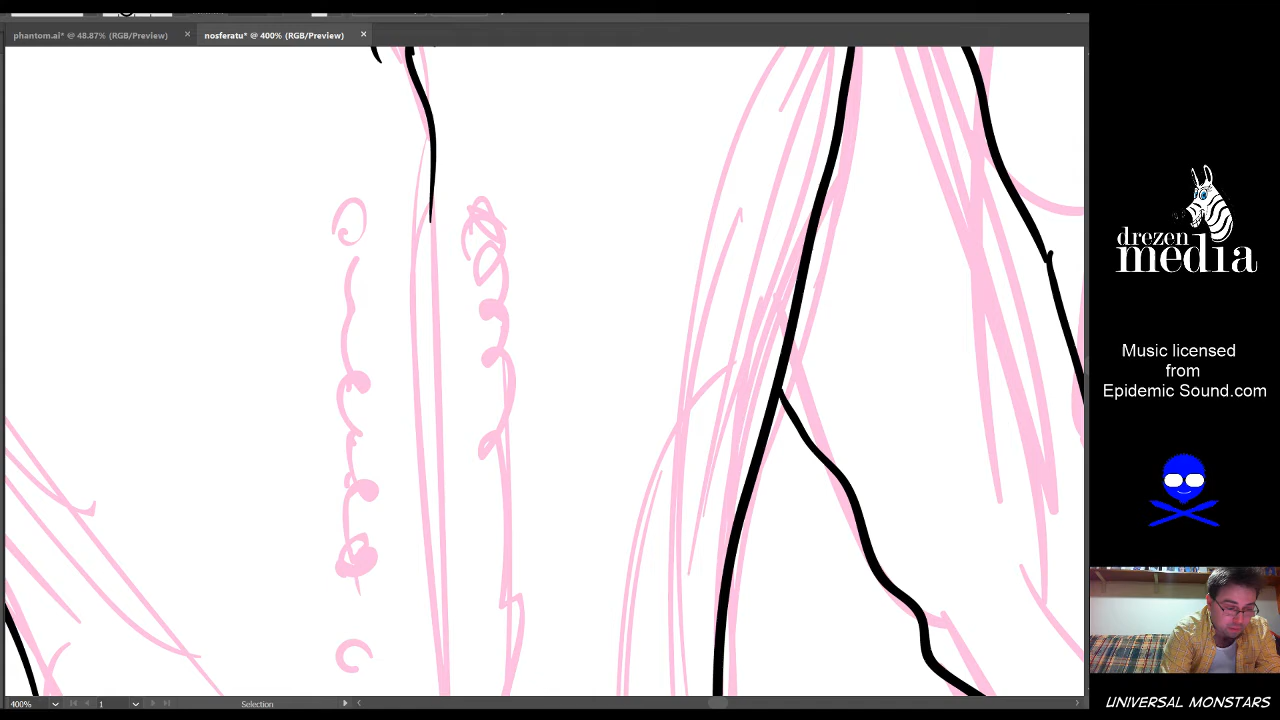 phantom.ai* @ 48.87% (RGB/Preview) ×
nosferatu* @ 400% (RGB/Preview) ×
drezen
media
Music licensed
from
Epidemic Sound.com
400%
1
Selection
UNIVERSAL MONSTARS